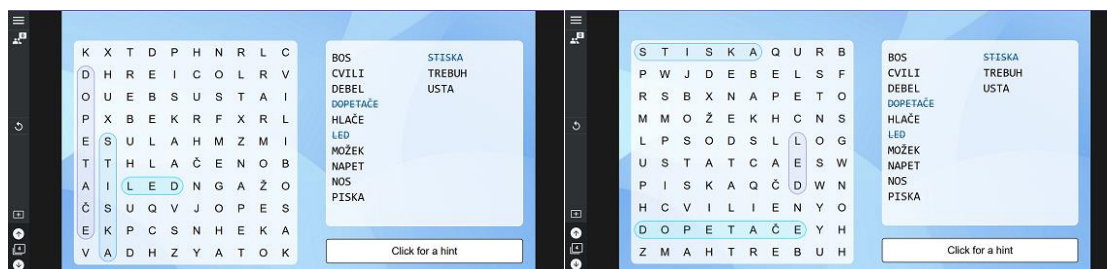 K X T D P H N R L C
D H R E I C O L R V
O U E B S U S T A I
P X B E K R F X R L
E S U L A H M Z M I
T T H L A Č E N O B
A I L E D N G A Ž O
Č S U Q V J O P E S
E K P C S N H E K A
V A D H Z Y A T O K
BOS STISKA
CVILI TREBUH
DEBEL USTA
DOPETAČE
HLAČE
LED
MOŽEK
NAPET
NOS
PISKA
Click for a hint
S T I S K A Q U R B
P W J D E B E L S F
R S B X N A P E T O
M M O Ž E K H C N S
L P S O D S L L O G
U S T A T C A E S W
P I S K A Q Č D W N
H C V I L I E N Y O
D O P E T A Č E Y H
Z M A H T R E B U H
BOS STISKA
CVILI TREBUH
DEBEL USTA
DOPETAČE
HLAČE
LED
MOŽEK
NAPET
NOS
PISKA
Click for a hint